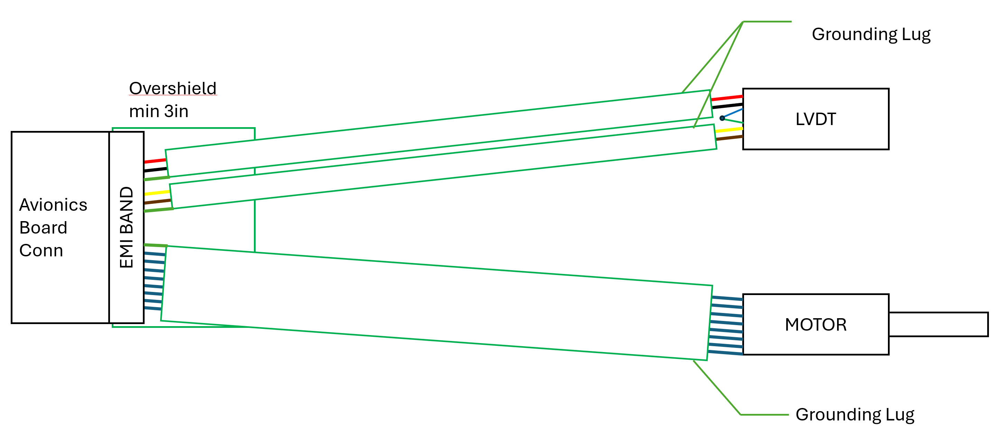 Grounding Lug
Overshield
min 3in
LVDT
Avionics
Board
Conn
EMI BAND
MOTOR
Grounding Lug